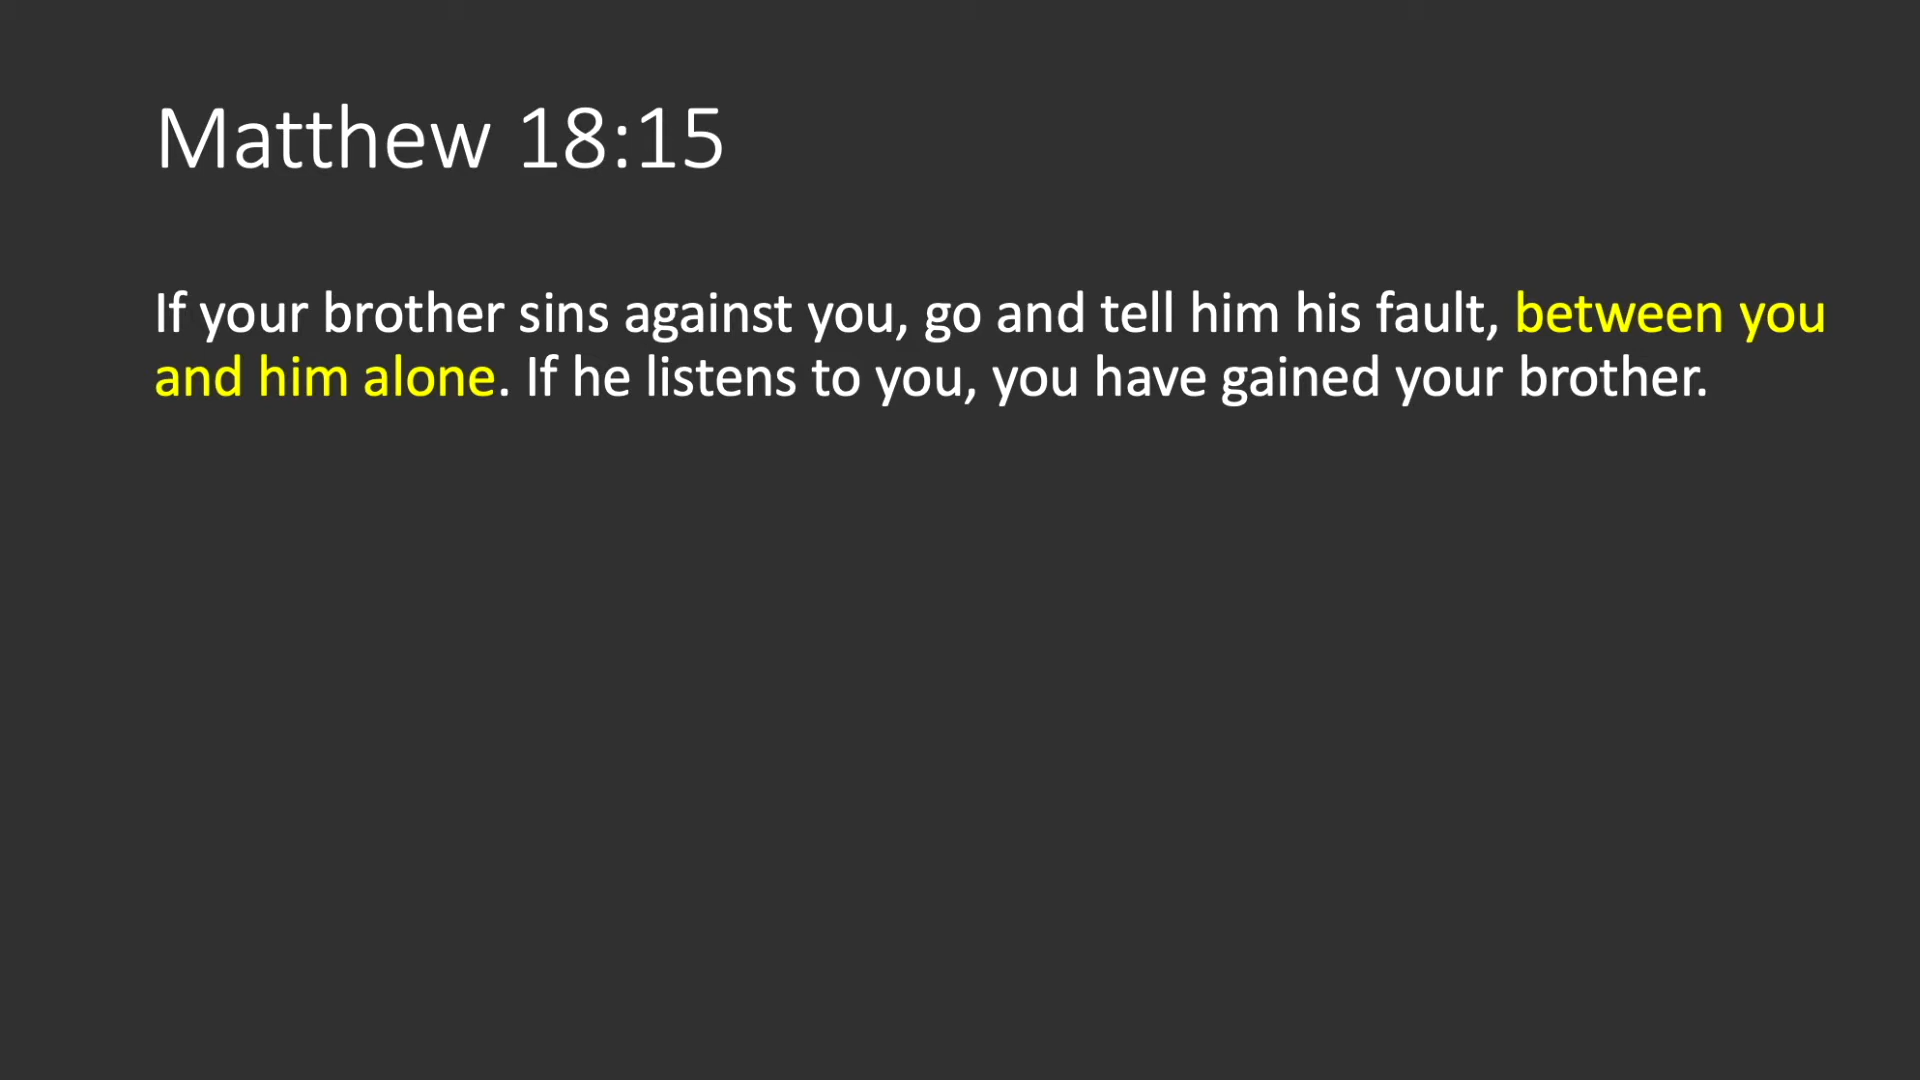 Matthew 18:15
If your brother sins against you, go and tell him his fault, between you
and him alone. If he listens to you, you have gained your brother.